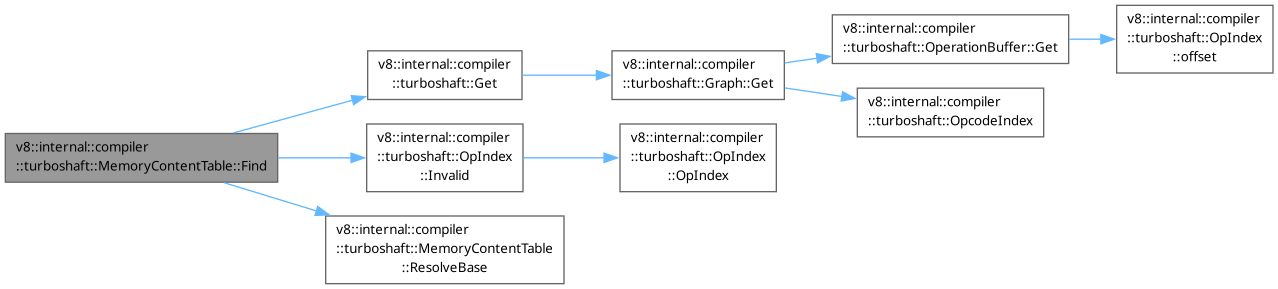 v8::internal::compiler
::turboshaft::MemoryContentTable::Find
v8::internal::compiler
::turboshaft::Get
v8::internal::compiler
::turboshaft::Graph::Get
v8::internal::compiler
::turboshaft::OperationBuffer::Get
v8::internal::compiler
::turboshaft::OpIndex
::offset
v8::internal::compiler
::turboshaft::OpcodeIndex
v8::internal::compiler
::turboshaft::OpIndex
::Invalid
v8::internal::compiler
::turboshaft::OpIndex
::OpIndex
v8::internal::compiler
::turboshaft::MemoryContentTable
::ResolveBase